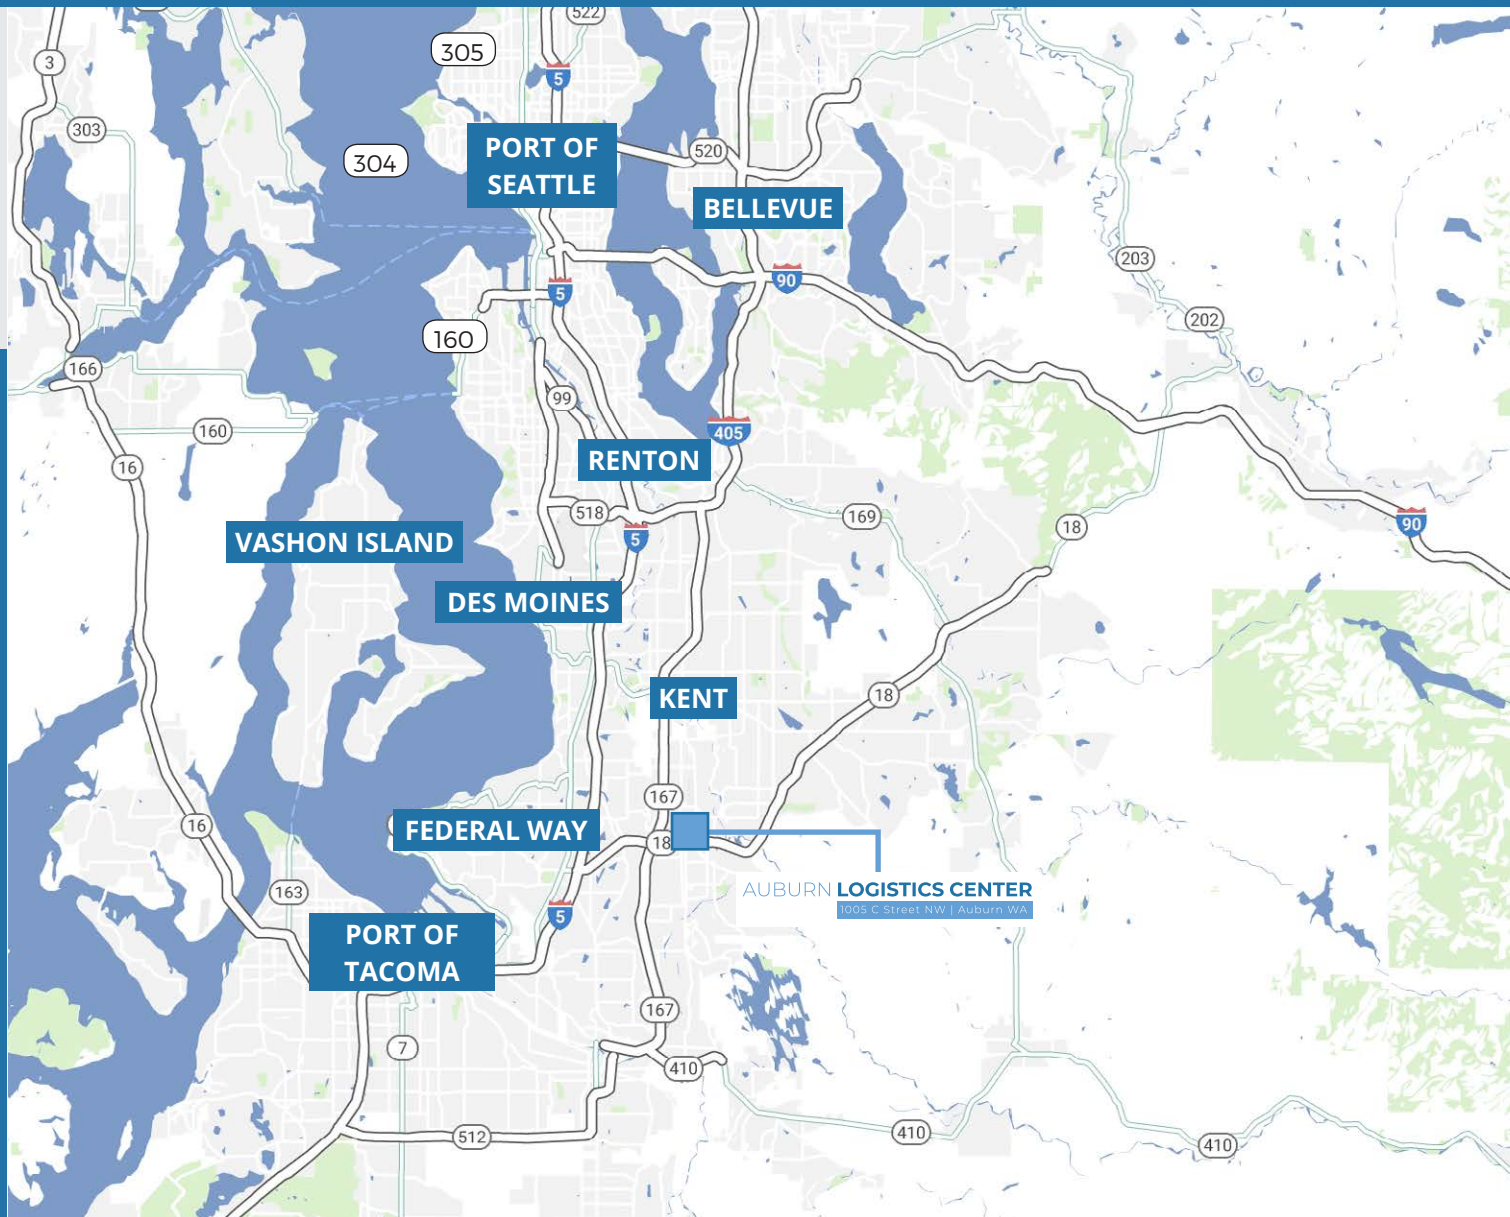 522
305
3
5
303
PORT OF
SEATTLE
520
304
BELLEVUE
203
90
5
202
160
166
99
160
405
RENTON
16
518
169
90
18
5
VASHON ISLAND
DES MOINES
18
KENT
167
16
FEDERAL WAY
18
AUBURN LOGISTICS CENTER
1005 C Street NW | Auburn WA
163
5
PORT OF
TACOMA
167
7
410
512
410
410